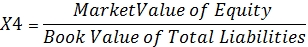 X4 = MarketValue of Equity / Book Value of Total Liabilities